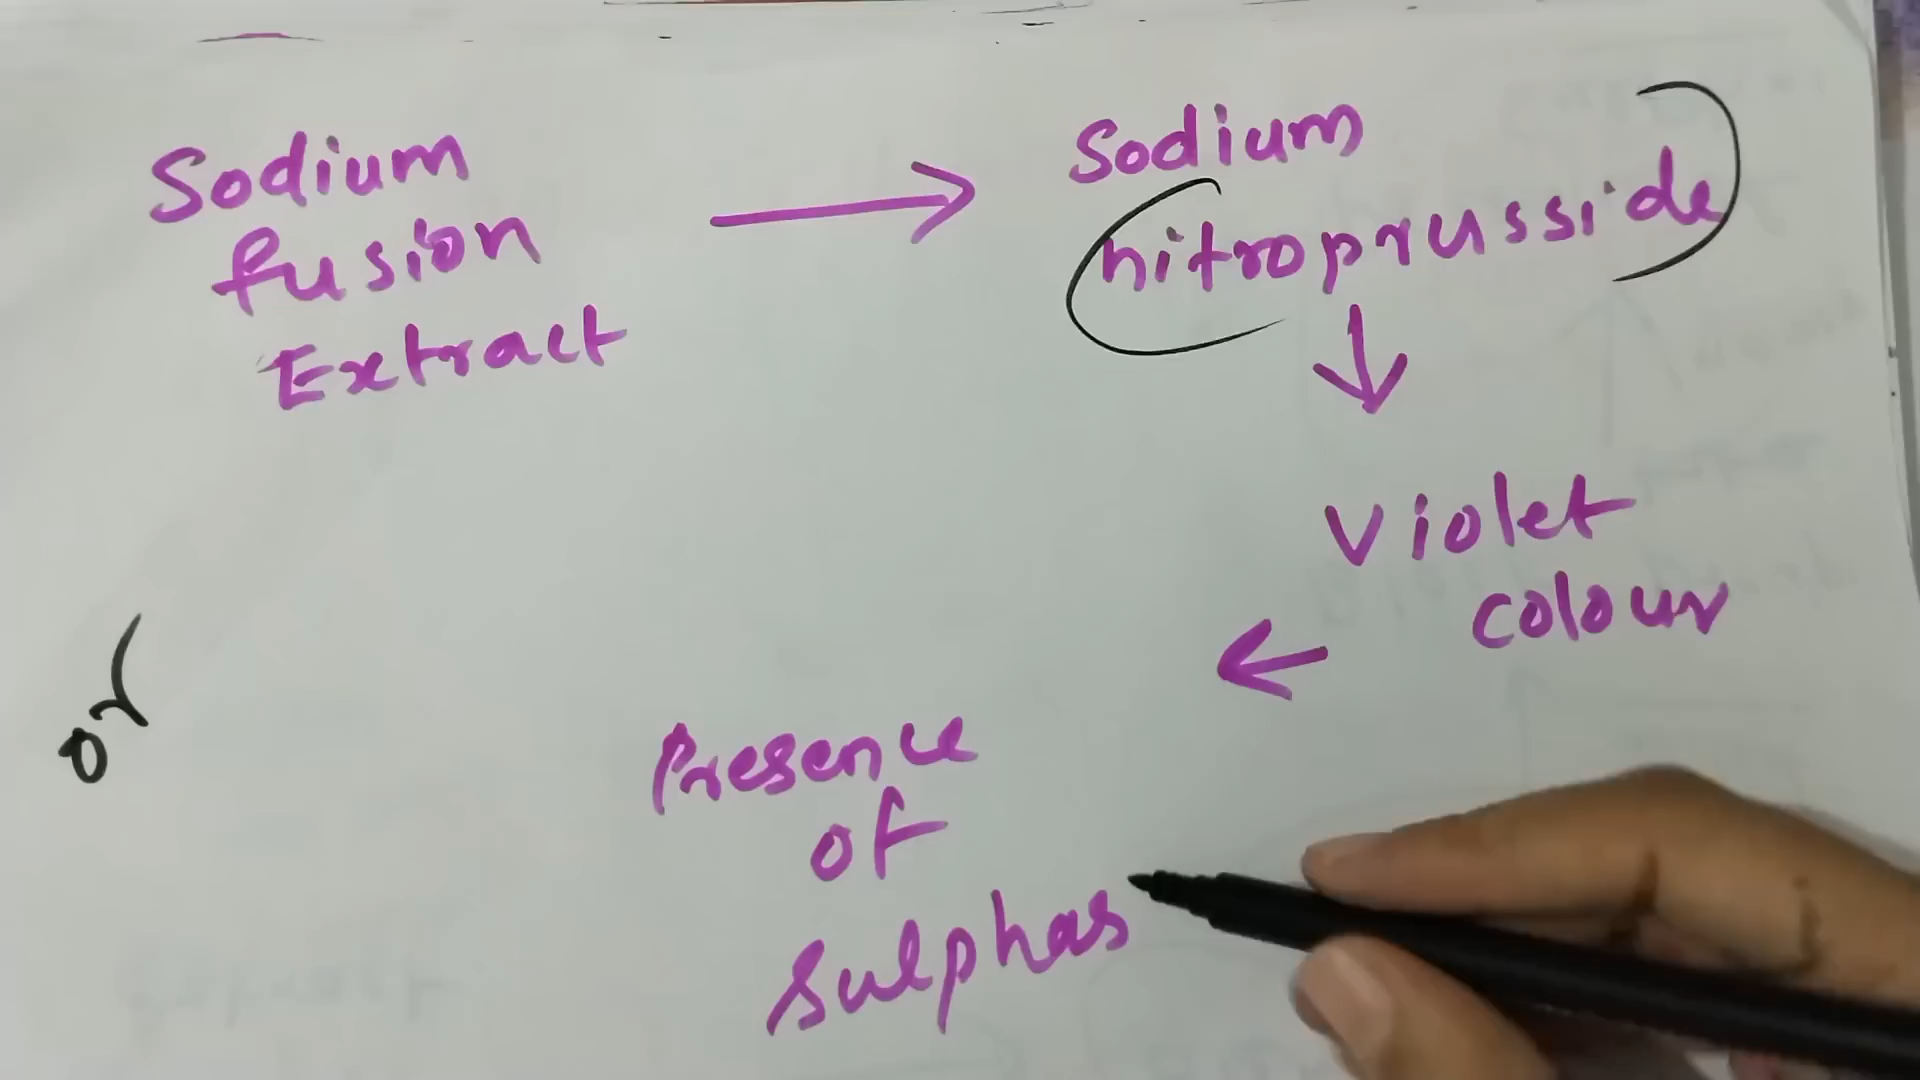 Sodium
fusion
Extract
Sodium
nitroprusside
Violet
colour
or
Presence
of
Sulphas